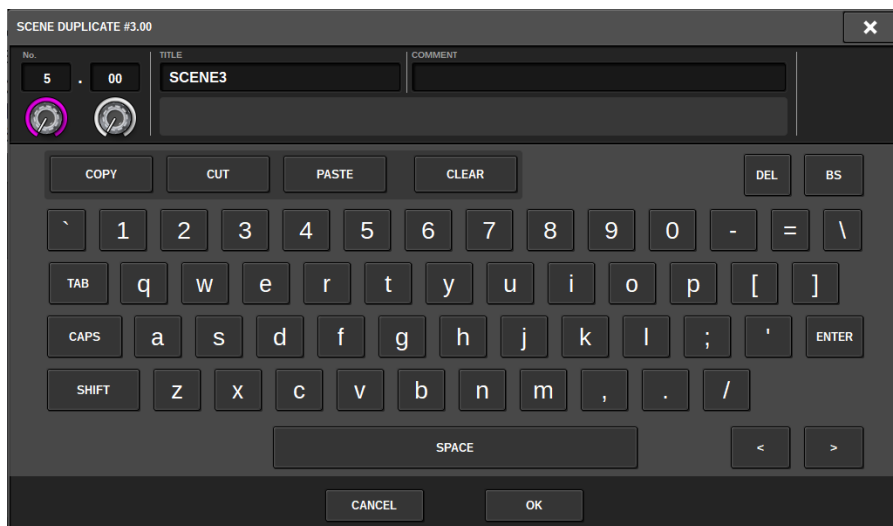 SCENE DUPLICATE #3.00
No. TITLE COMMENT
5 . 00 SCENE3
COPY CUT PASTE CLEAR DEL BS
` 1 2 3 4 5 6 7 8 9 0 - = \
TAB q w e r t y u i o p [ ]
CAPS a s d f g h j k l ; ' ENTER
SHIFT z x c v b n m , . /
SPACE < >
CANCEL OK